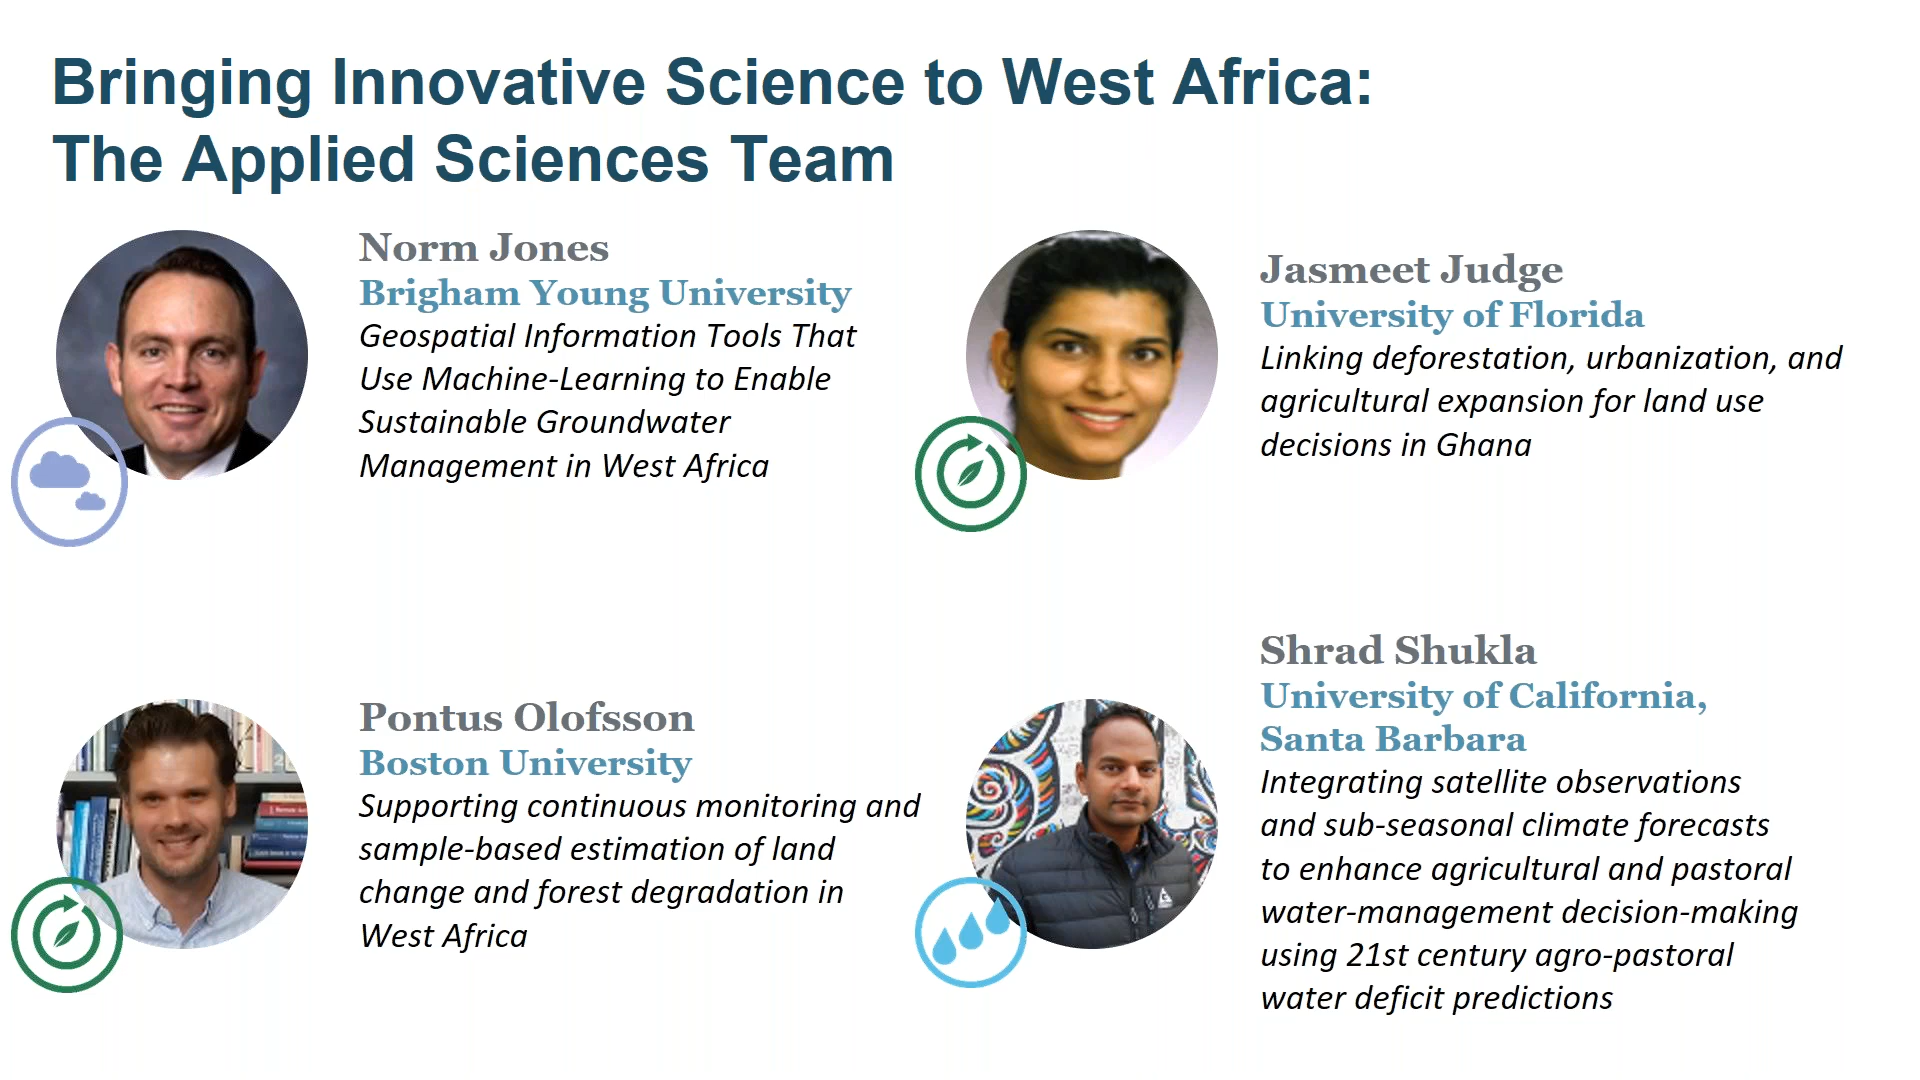 Bringing Innovative Science to West Africa:
The Applied Sciences Team
Norm Jones
Brigham Young University
Geospatial Information Tools That
Use Machine-Learning to Enable
Sustainable Groundwater
Management in West Africa
Jasmeet Judge
University of Florida
Linking deforestation, urbanization, and
agricultural expansion for land use
decisions in Ghana
Pontus Olofsson
Boston University
Supporting continuous monitoring and
sample-based estimation of land
change and forest degradation in
West Africa
Shrad Shukla
University of California,
Santa Barbara
Integrating satellite observations
and sub-seasonal climate forecasts
to enhance agricultural and pastoral
water-management decision-making
using 21st century agro-pastoral
water deficit predictions